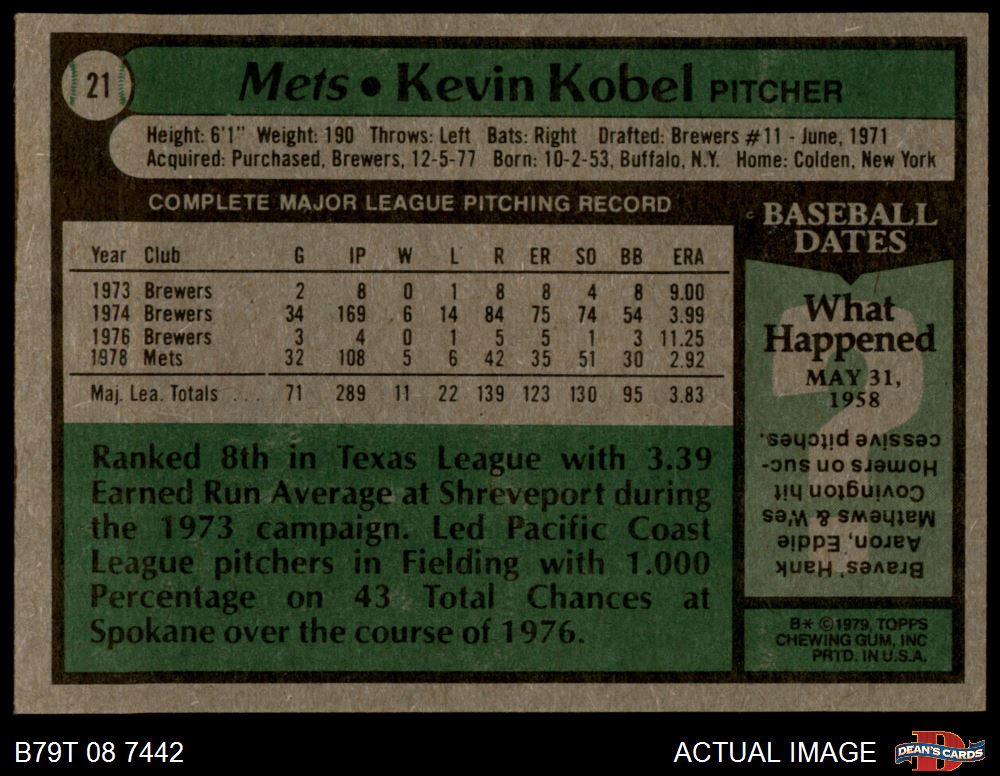 21
Mets • Kevin Kobel PITCHER
Height: 6'1" Weight: 190 Throws: Left Bats: Right Drafted: Brewers #11 - June, 1971
Acquired: Purchased, Brewers, 12-5-77 Born: 10-2-53, Buffalo, N.Y. Home: Colden, New York
COMPLETE MAJOR LEAGUE PITCHING RECORD
Year Club G IP W L R ER SO BB ERA
1973 Brewers 2 8 0 1 8 8 4 8 9.00
1974 Brewers 34 169 6 14 84 75 74 54 3.99
1976 Brewers 3 4 0 1 5 5 1 3 11.25
1978 Mets 32 108 5 6 42 35 51 30 2.92
Maj. Lea. Totals ... 71 289 11 22 139 123 130 95 3.83
Ranked 8th in Texas League with 3.39
Earned Run Average at Shreveport during
the 1973 campaign. Led Pacific Coast
League pitchers in Fielding with 1.000
Percentage on 43 Total Chances at
Spokane over the course of 1976.
BASEBALL
DATES
What
Happened
MAY 31,
1958
Braves' Hank
Aaron, Eddie
Mathews & Wes
Covington hit
Homers on suc-
cessive pitches.
B* ©1979, TOPPS
CHEWING GUM, INC
PRTD. IN U.S.A.
B79T 08 7442
ACTUAL IMAGE
DEAN'S CARDS